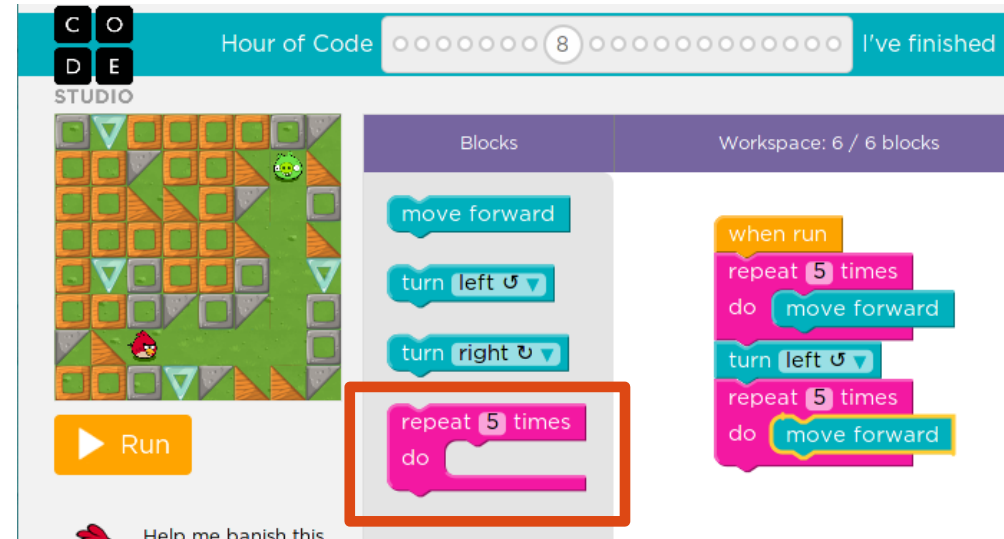 C O
D E
STUDIO
Hour of Code
8
I've finished
Blocks
Workspace: 6 / 6 blocks
move forward
turn left ↺ ▼
turn right ↻ ▼
repeat 5 times
do
when run
repeat 5 times
do move forward
turn left ↺ ▼
repeat 5 times
do move forward
Run
Help me banish this